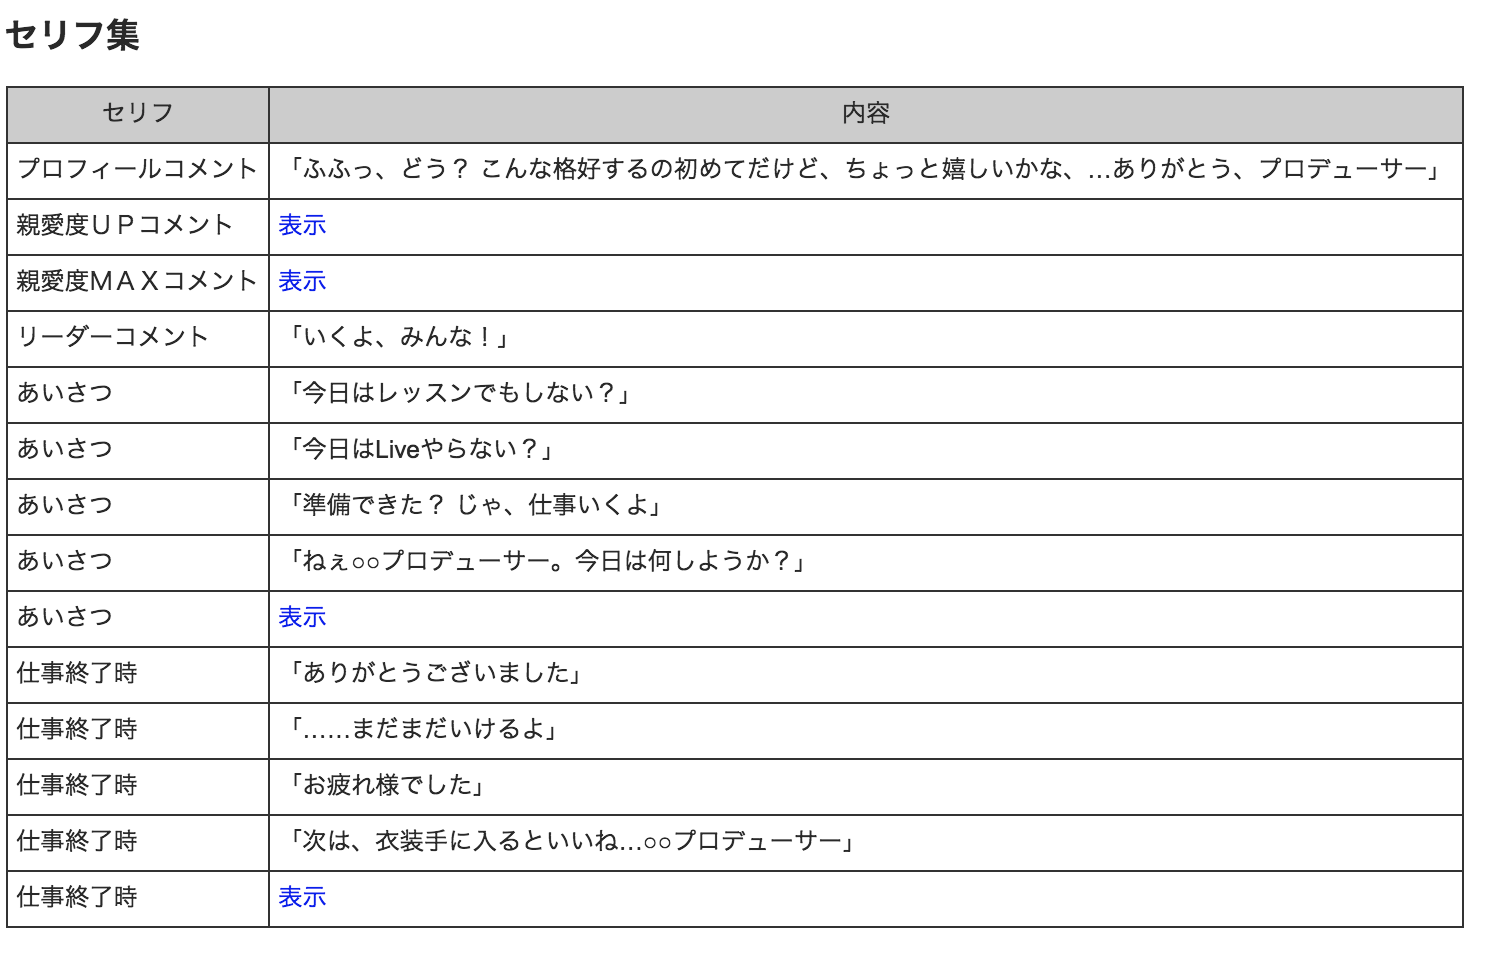 セリフ集
セリフ 内容
プロフィールコメント 「ふふっ、どう？ こんな格好するの初めてだけど、ちょっと嬉しいかな、…ありがとう、プロデューサー」
親愛度ＵＰコメント 表示
親愛度ＭＡＸコメント 表示
リーダーコメント 「いくよ、みんな！」
あいさつ 「今日はレッスンでもしない？」
あいさつ 「今日はLiveやらない？」
あいさつ 「準備できた？ じゃ、仕事いくよ」
あいさつ 「ねぇ○○プロデューサー。今日は何しようか？」
あいさつ 表示
仕事終了時 「ありがとうございました」
仕事終了時 「……まだまだいけるよ」
仕事終了時 「お疲れ様でした」
仕事終了時 「次は、衣装手に入るといいね…○○プロデューサー」
仕事終了時 表示